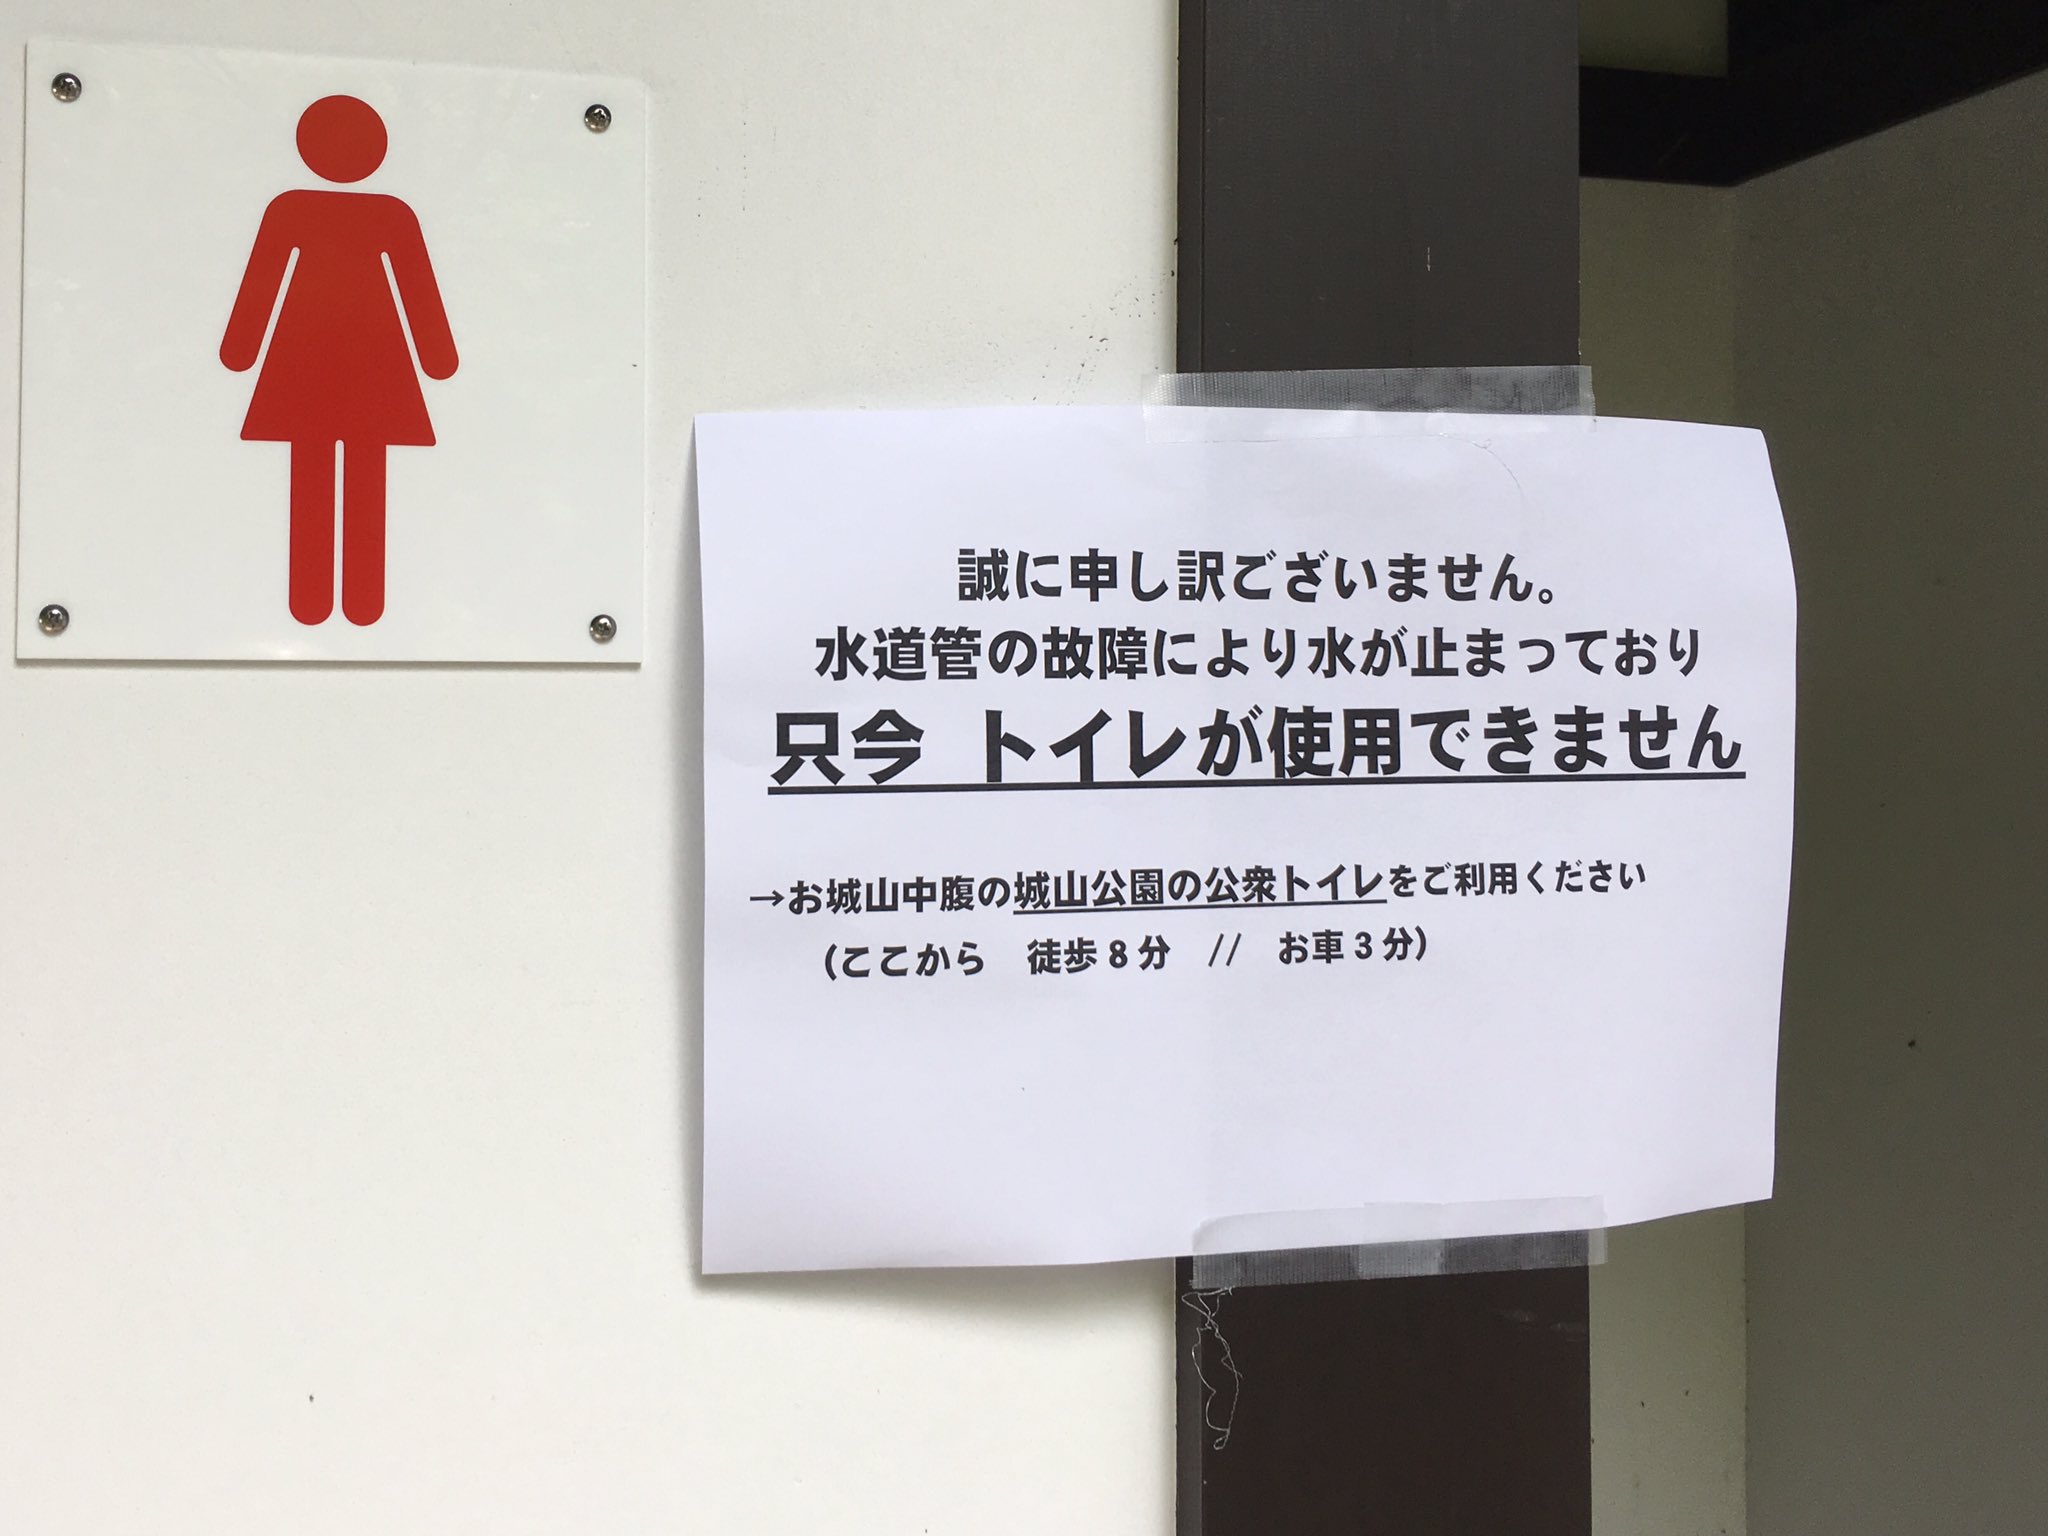 誠に申し訳ございません。
水道管の故障により水が止まっており
只今 トイレが使用できません
→お城山中腹の城山公園の公衆トイレをご利用ください
（ここから　徒歩8分　//　お車3分）